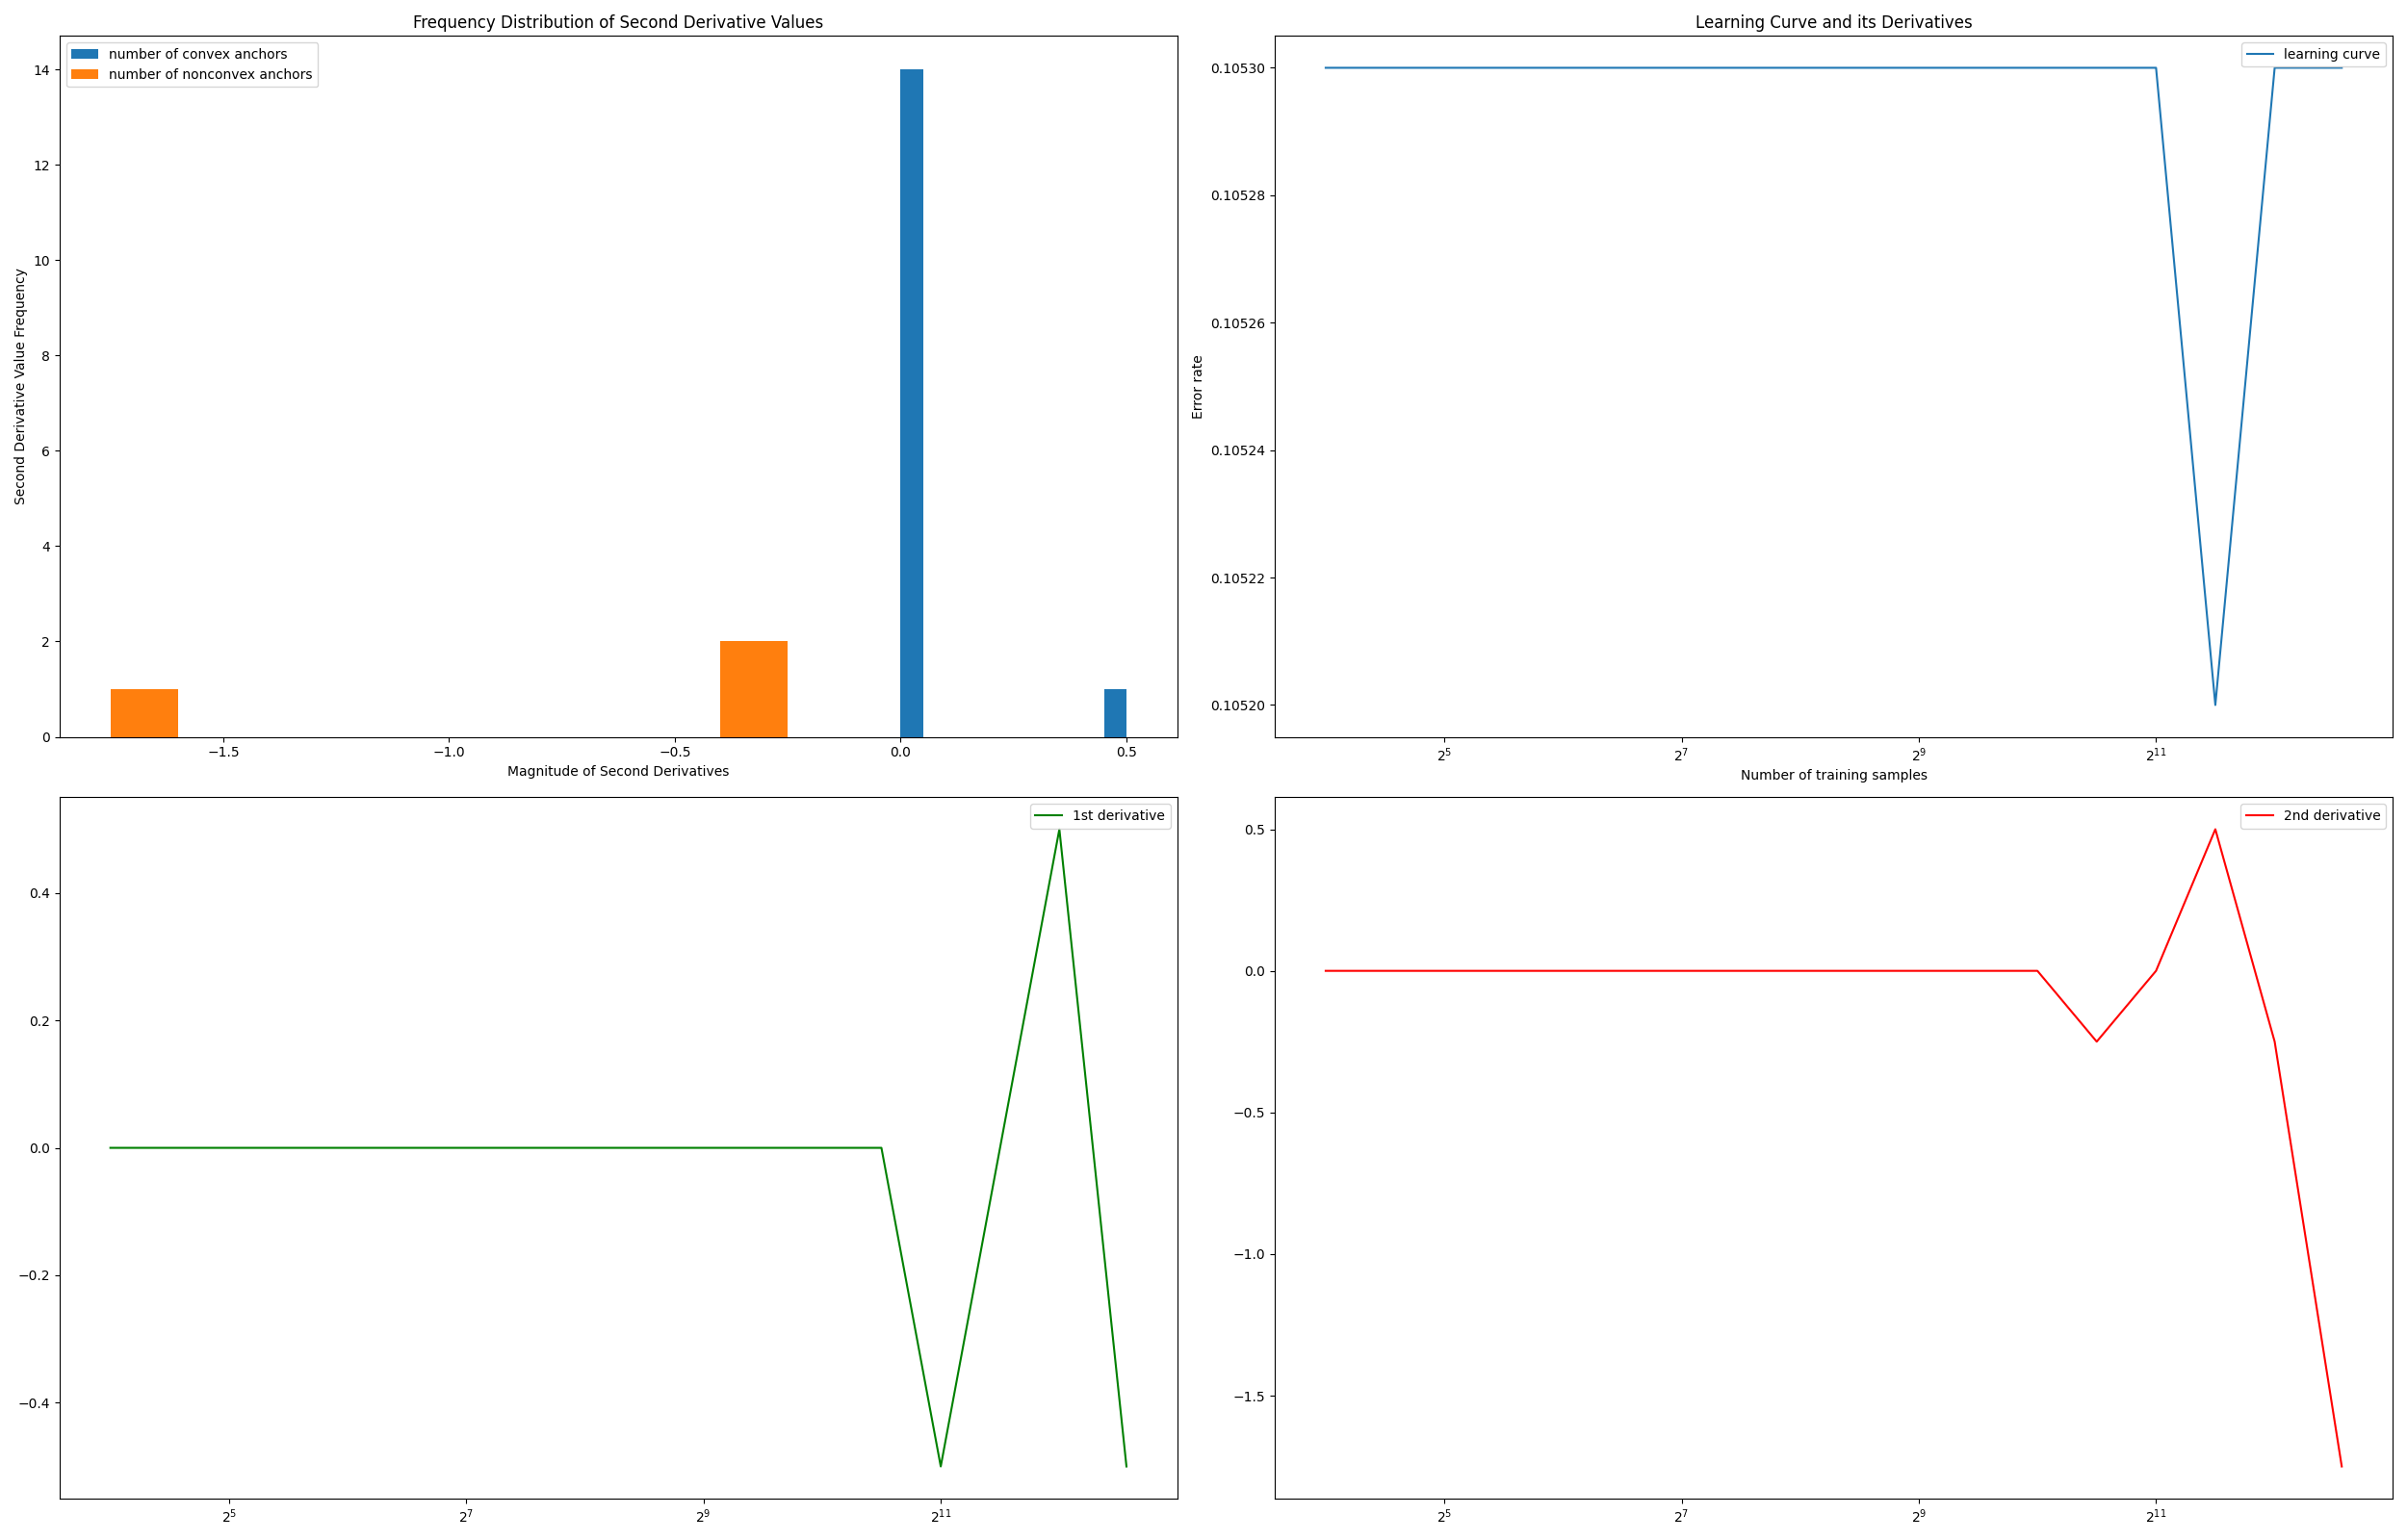 Frequency Distribution of Second Derivative Values
number of convex anchors
number of nonconvex anchors
14
12
10
8
6
4
2
0
Second Derivative Value Frequency
−1.5 −1.0 −0.5 0.0 0.5
Magnitude of Second Derivatives
Learning Curve and its Derivatives
learning curve
0.10530
0.10528
0.10526
0.10524
0.10522
0.10520
Error rate
2^5 2^7 2^9 2^11
Number of training samples
1st derivative
0.4
0.2
0.0
−0.2
−0.4
2^5 2^7 2^9 2^11
2nd derivative
0.5
0.0
−0.5
−1.0
−1.5
2^5 2^7 2^9 2^11